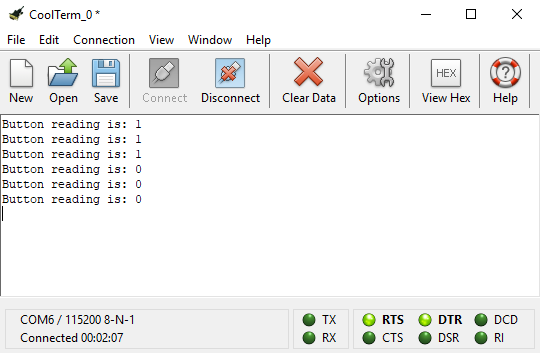 CoolTerm_0 *
File Edit Connection View Window Help
HEX
New Open Save Connect Disconnect Clear Data Options View Hex Help
Button reading is: 1
Button reading is: 1
Button reading is: 1
Button reading is: 0
Button reading is: 0
Button reading is: 0
COM6 / 115200 8-N-1 TX RTS DTR DCD
Connected 00:02:07 RX CTS DSR RI